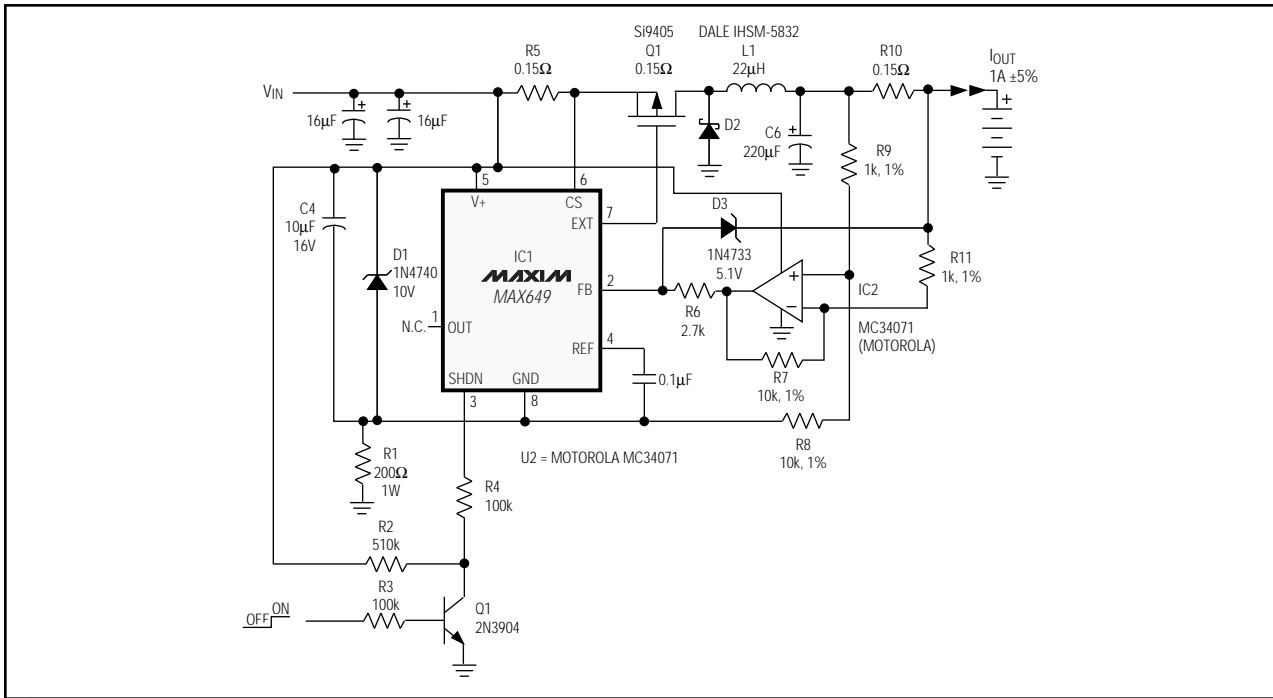 Si9405
Q1
0.15Ω
DALE IHSM-5832
L1
22µH
R5
0.15Ω
R10
0.15Ω
IOUT
1A ±5%
VIN
16µF
16µF
D2
C6
220µF
R9
1k, 1%
C4
10µF
16V
D1
1N4740
10V
5
V+
6
CS
EXT
7
IC1
MAXIM
MAX649
FB
2
1
N.C.
OUT
REF
4
SHDN
3
GND
8
D3
1N4733
5.1V
R6
2.7k
+
−
IC2
MC34071
(MOTOROLA)
R11
1k, 1%
R7
10k, 1%
0.1µF
R8
10k, 1%
R1
200Ω
1W
U2 = MOTOROLA MC34071
R4
100k
R2
510k
R3
100k
OFF ON
Q1
2N3904